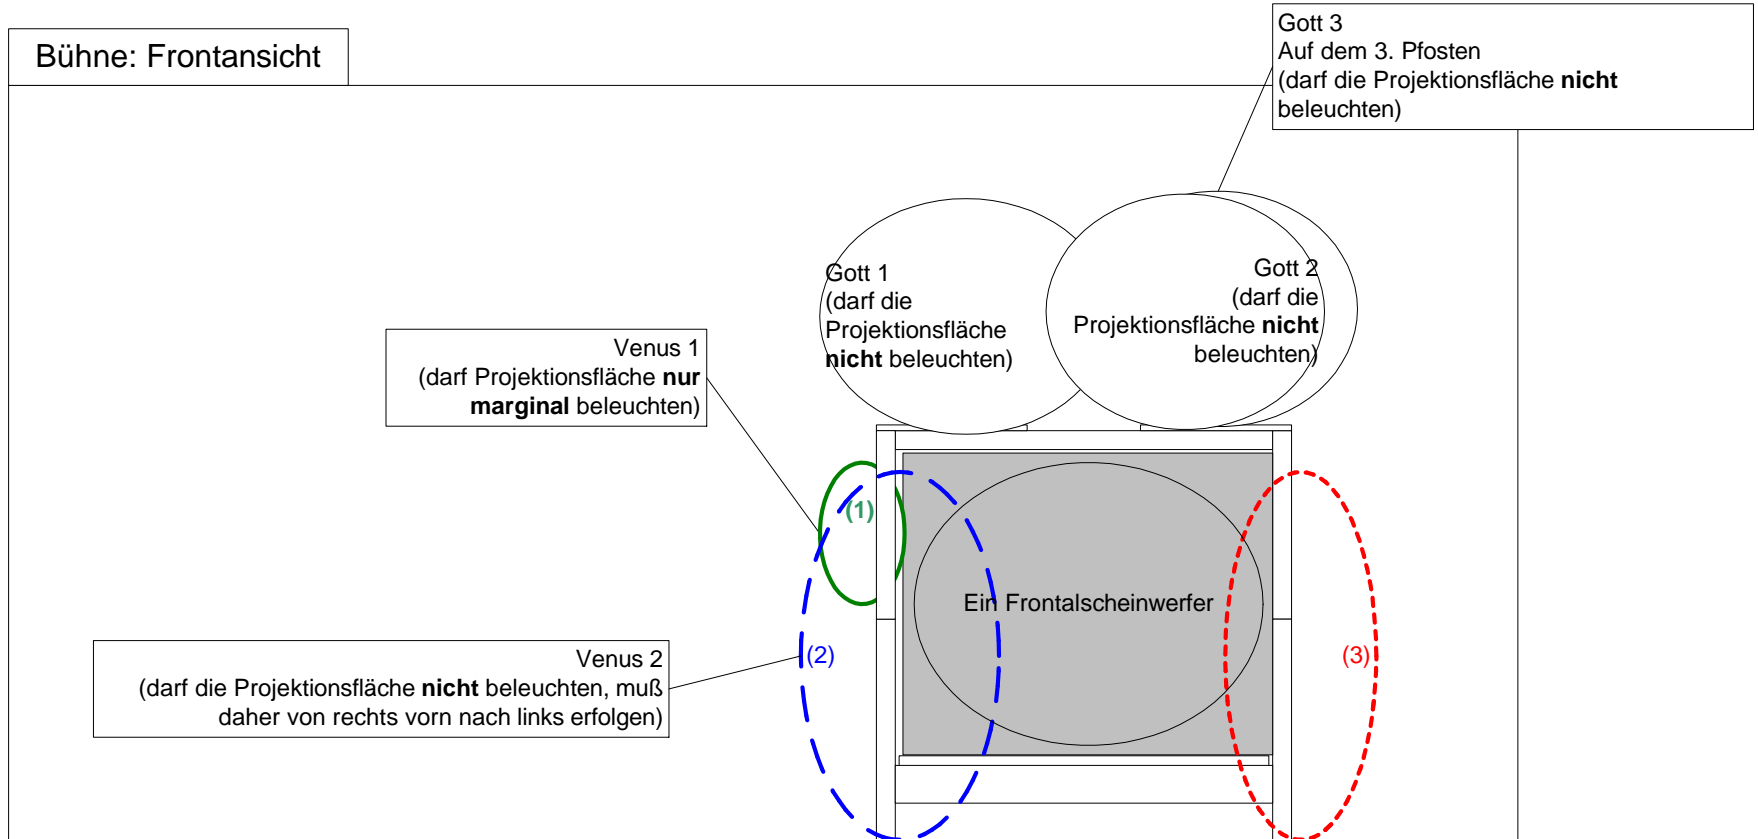 Bühne: Frontansicht
Gott 3
Auf dem 3. Pfosten
(darf die Projektionsfläche nicht
beleuchten)
Gott 1
(darf die
Projektionsfläche
nicht beleuchten)
Gott 2
(darf die
Projektionsfläche nicht
beleuchten)
Venus 1
(darf Projektionsfläche nur
marginal beleuchten)
(1)
Ein Frontalscheinwerfer
Venus 2
(darf die Projektionsfläche nicht beleuchten, muß
daher von rechts vorn nach links erfolgen)
(2)
(3)